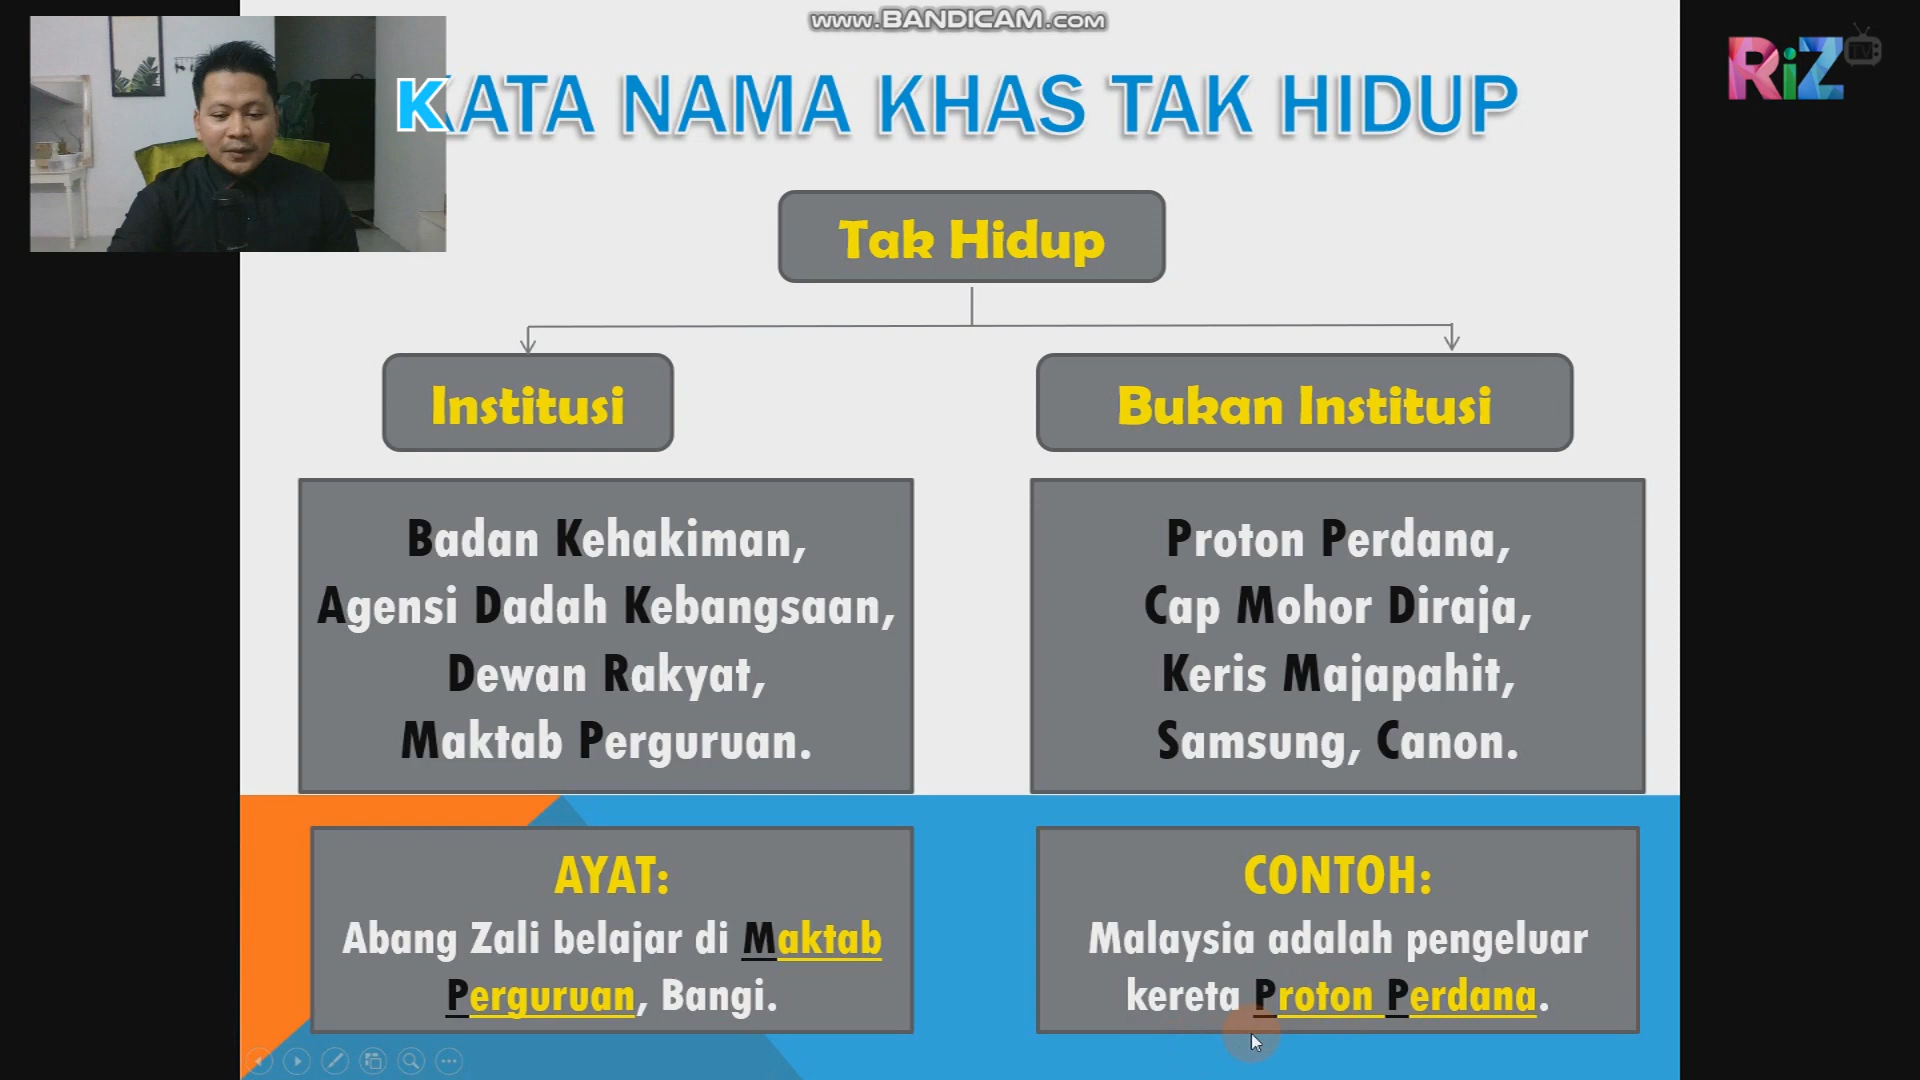 www.BANDICAM.com
RiZ TV
KATA NAMA KHAS TAK HIDUP
Tak Hidup
Institusi
Bukan Institusi
Badan Kehakiman,
Agensi Dadah Kebangsaan,
Dewan Rakyat,
Maktab Perguruan.
Proton Perdana,
Cap Mohor Diraja,
Keris Majapahit,
Samsung, Canon.
AYAT:
Abang Zali belajar di Maktab
Perguruan, Bangi.
CONTOH:
Malaysia adalah pengeluar
kereta Proton Perdana.